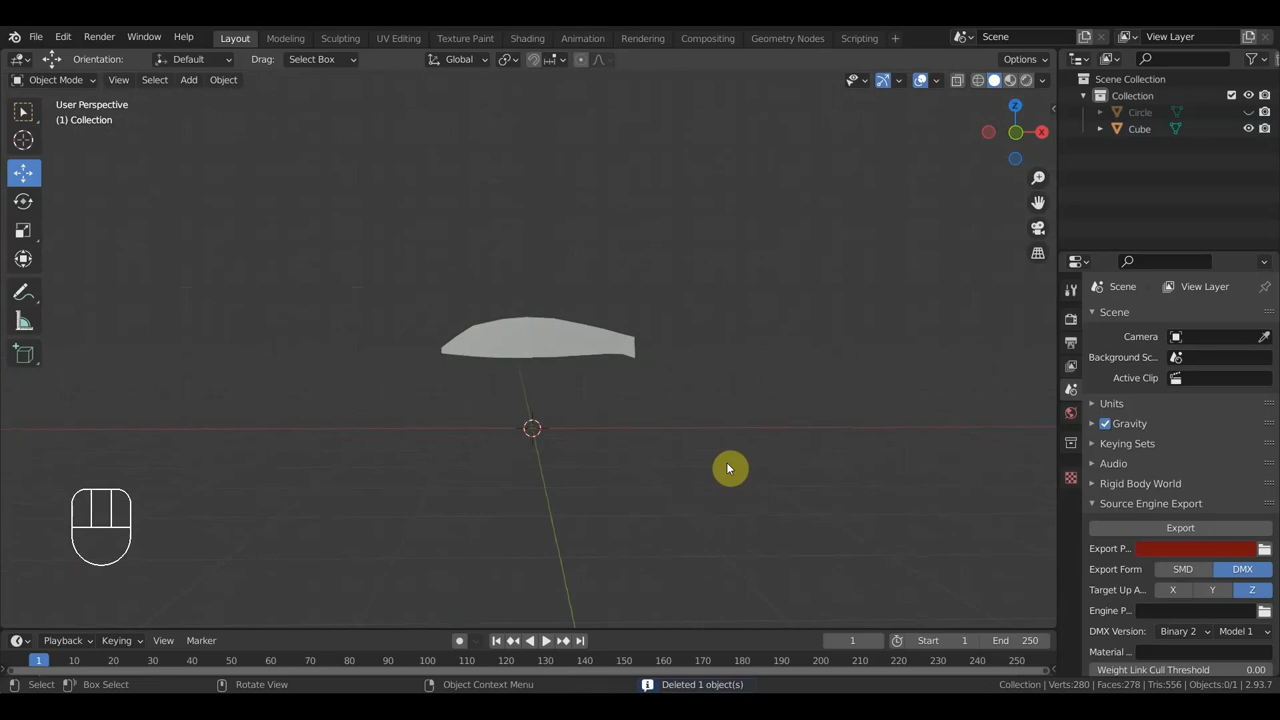 File Edit Render Window Help Layout Modeling Sculpting UV Editing Texture Paint Shading Animation Rendering Compositing Geometry Nodes Scripting + Scene View Layer
Orientation: Default Drag: Select Box Global Options
Object Mode View Select Add Object
User Perspective
(1) Collection
Z
X
Scene Collection
Collection
Circle
Cube
Scene View Layer
Scene
Camera
Background Sc...
Active Clip
Units
Gravity
Keying Sets
Audio
Rigid Body World
Source Engine Export
Export
Export P...
Export Form SMD DMX
Target Up A... X Y Z
Engine P...
DMX Version: Binary 2 Model 1
Material ...
Weight Link Cull Threshold 0.00
Playback Keying View Marker 1 Start 1 End 250
1 10 20 30 40 50 60 70 80 90 100 110 120 130 140 150 160 170 180 190 200 210 220 230 240 250
Select Box Select Rotate View Object Context Menu Deleted 1 object(s) Collection | Verts:280 | Faces:278 | Tris:556 | Objects:0/1 | 2.93.7